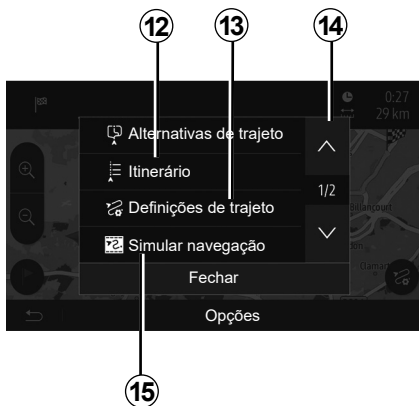 12 13 14
0:27
29 km
Alternativas de trajeto
Itinerário
1/2
Definições de trajeto
Billancourt
Simular navegação
Fechar
Opções
15